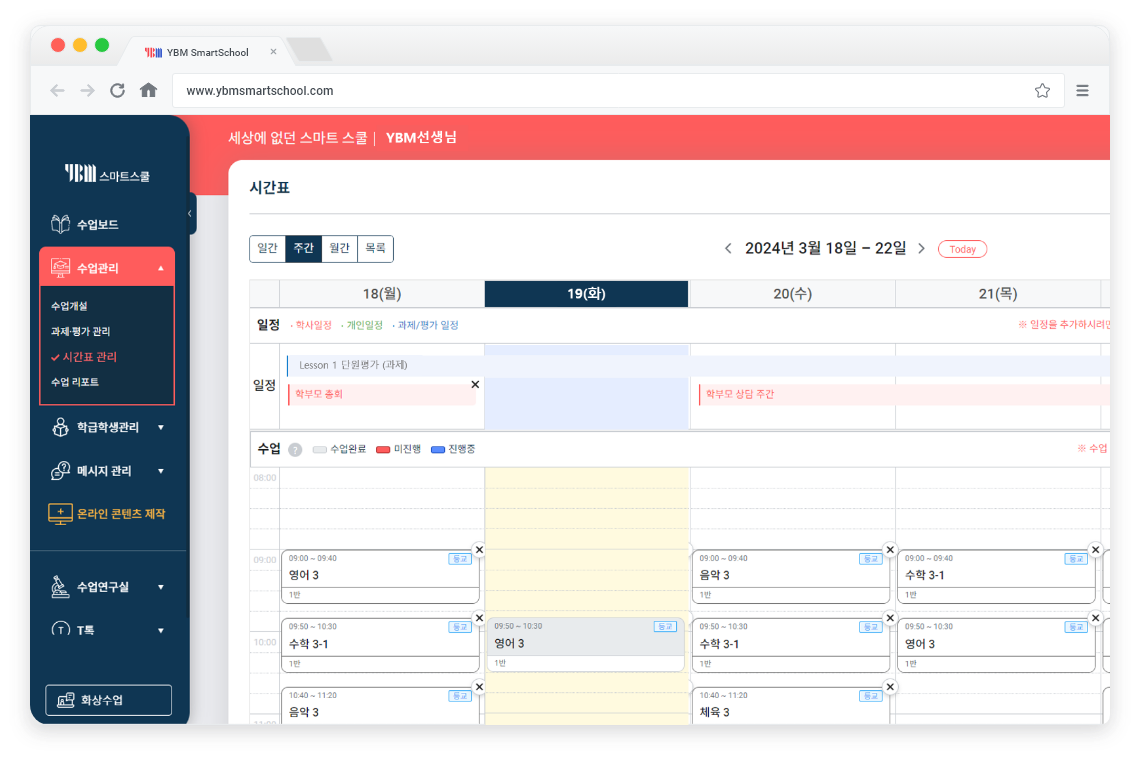 YBM SmartSchool
www.ybmsmartschool.com
세상에 없던 스마트 스쿨 | YBM선생님
YBM 스마트스쿨
수업보드
수업관리
수업개설
과제·평가 관리
시간표 관리
수업 리포트
학급학생관리
메시지 관리
온라인 콘텐츠 제작
수업연구실
T톡
화상수업
시간표
일간 주간 월간 목록
2024년 3월 18일 – 22일 Today
18(월) 19(화) 20(수) 21(목)
일정 · 학사일정 · 개인일정 · 과제/평가 일정 ※ 일정을 추가하시려면
일정
Lesson 1 단원평가 (과제)
학부모 총회 학부모 상담 주간
수업 ? 수업완료 미진행 진행중 ※ 수업
08:00
09:00
09:00 ~ 09:40 등교 09:00 ~ 09:40 등교 09:00 ~ 09:40 등교
영어 3 음악 3 수학 3-1
1반 1반 1반
10:00
09:50 ~ 10:30 등교 09:50 ~ 10:30 등교 09:50 ~ 10:30 등교 09:50 ~ 10:30 등교
수학 3-1 영어 3 수학 3-1 영어 3
1반 1반 1반 1반
10:40 ~ 11:20 등교 10:40 ~ 11:20 등교
음악 3 체육 3
11:00